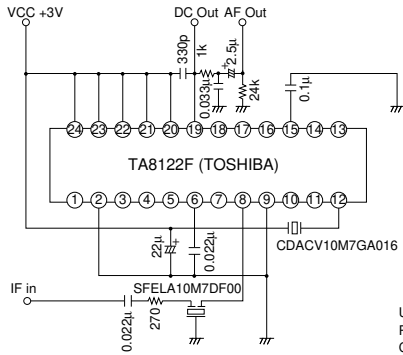 VCC +3V
DC Out
AF Out
330p
1k
0.033μ
2.5μ
+
24k
0.1μ
24 23 22 21 20 19 18 17 16 15 14 13
TA8122F (TOSHIBA)
1 2 3 4 5 6 7 8 9 10 11 12
22μ
+
0.022μ
CDACV10M7GA016
IF in
SFELA10M7DF00
0.022μ
270
U